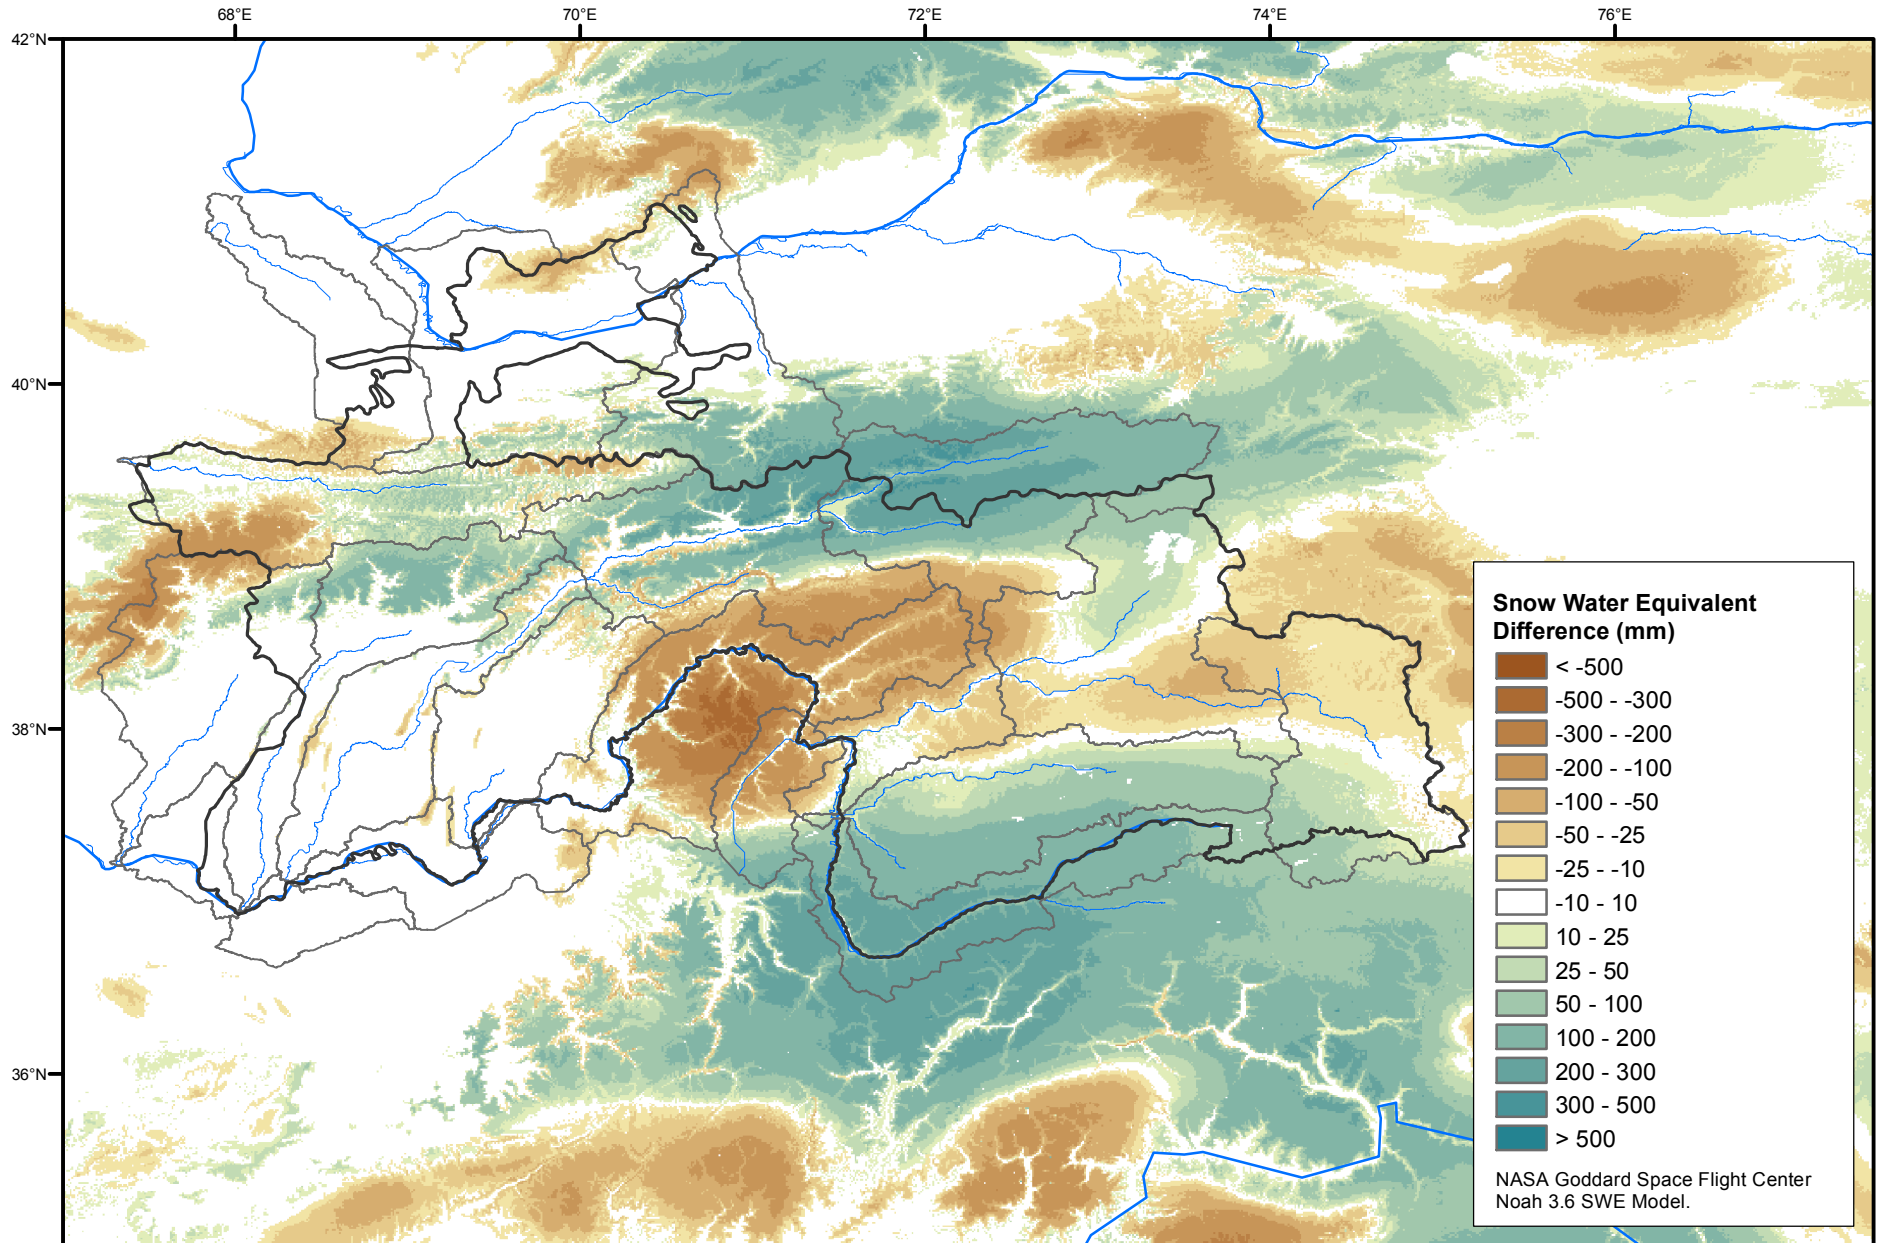 68°E
70°E
72°E
74°E
76°E
42°N
40°N
38°N
36°N
Snow Water Equivalent
Difference (mm)
< -500
-500 - -300
-300 - -200
-200 - -100
-100 - -50
-50 - -25
-25 - -10
-10 - 10
10 - 25
25 - 50
50 - 100
100 - 200
200 - 300
300 - 500
> 500
NASA Goddard Space Flight Center
Noah 3.6 SWE Model.